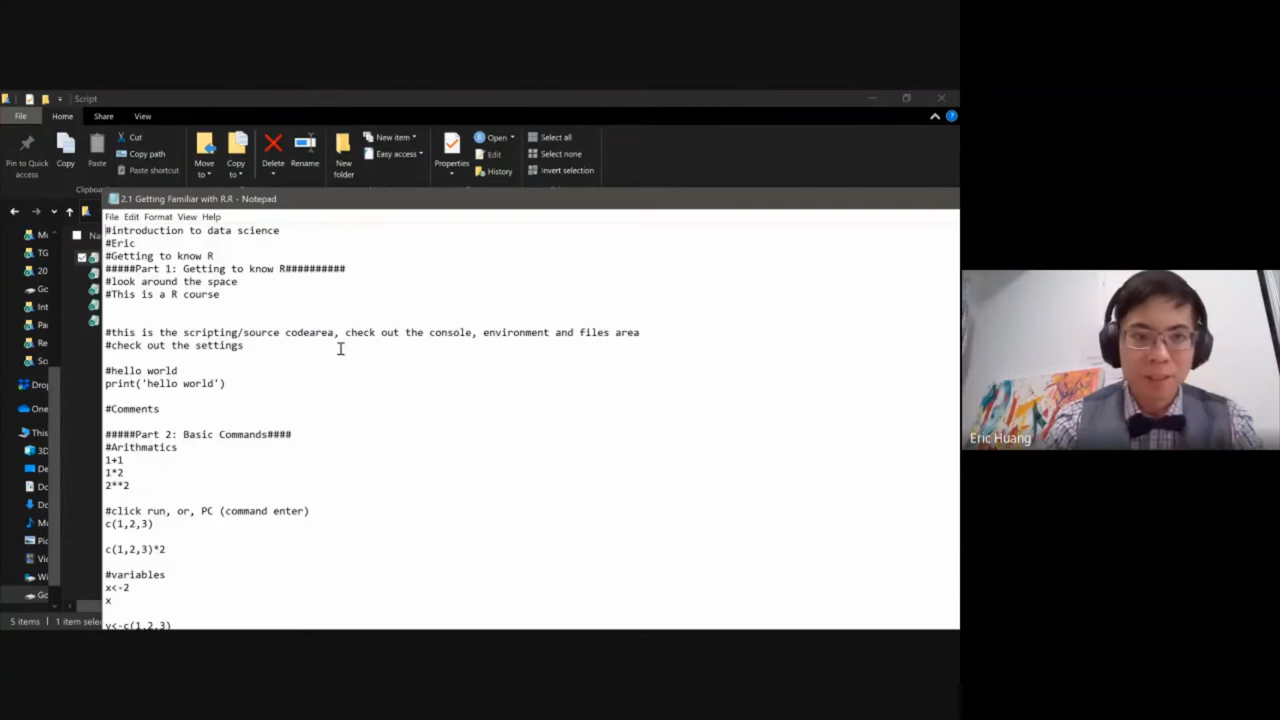 Script
File Home Share View
Pin to Quick access
Copy
Paste
Cut
Copy path
Paste shortcut
Move to
Copy to
Delete
Rename
New folder
New item
Easy access
Properties
Open
Edit
History
Select all
Select none
Invert selection
2.1 Getting Familiar with R.R - Notepad
File Edit Format View Help
#introduction to data science
#Eric
#Getting to know R
#####Part 1: Getting to know R##########
#look around the space
#This is a R course
#this is the scripting/source codearea, check out the console, environment and files area
#check out the settings
#hello world
print('hello world')
#Comments
#####Part 2: Basic Commands####
#Arithmatics
1+1
1*2
2**2
#click run, or, PC (command enter)
c(1,2,3)
c(1,2,3)*2
#variables
x<-2
x
y<-c(1,2,3)
TG
20
5 items
1 item selec
Eric Huang